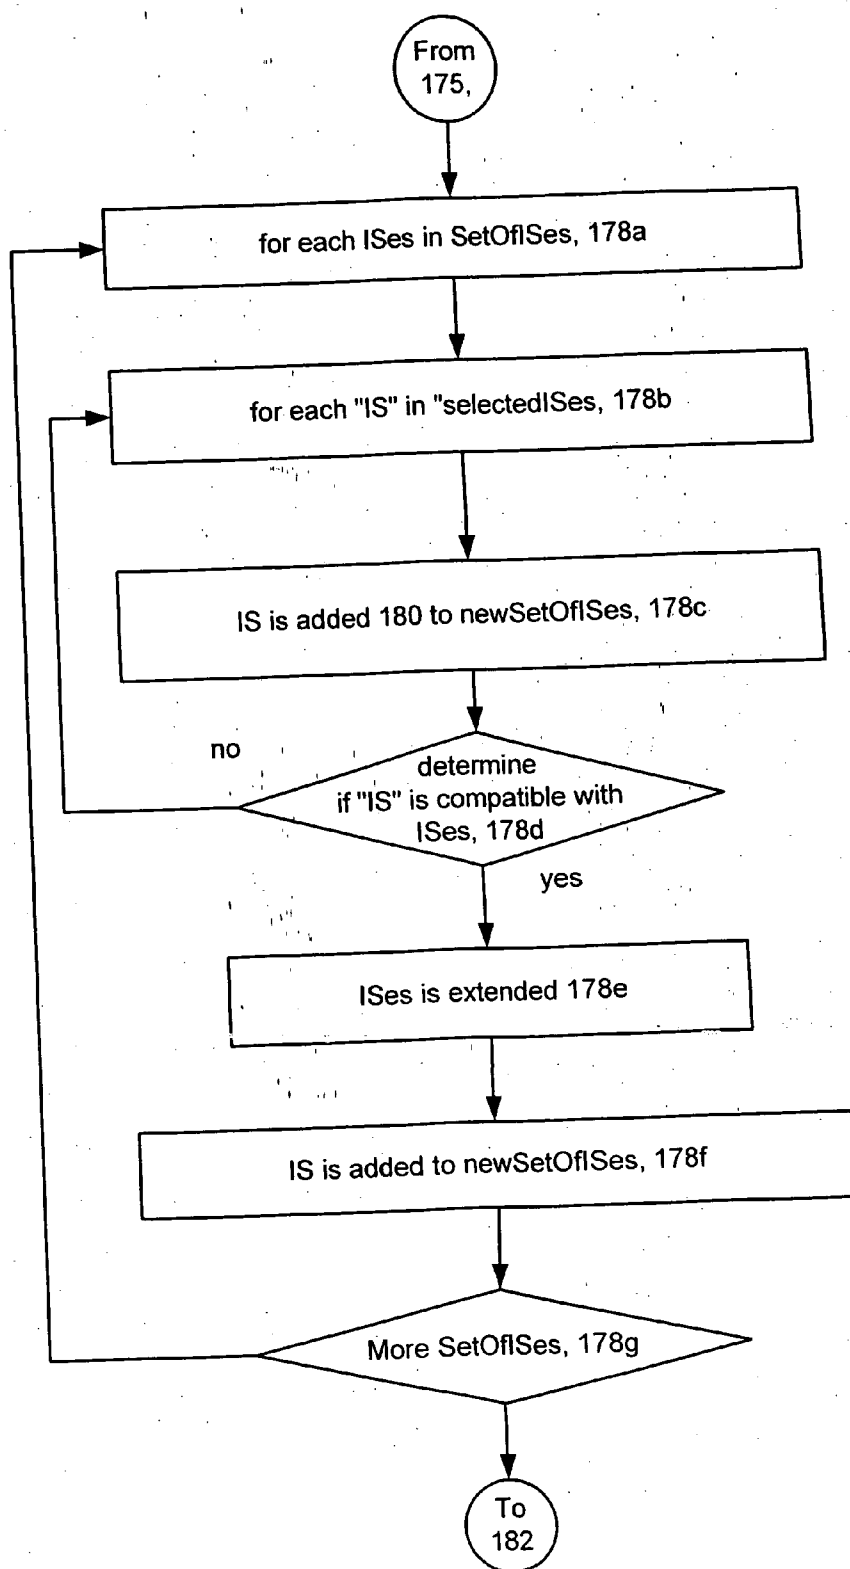 From
175,
for each ISes in SetOfISes, 178a
for each "IS" in "selectedISes, 178b
IS is added 180 to newSetOfISes, 178c
no
determine
if "IS" is compatible with
ISes, 178d
yes
ISes is extended 178e
IS is added to newSetOfISes, 178f
More SetOfISes, 178g
To
182